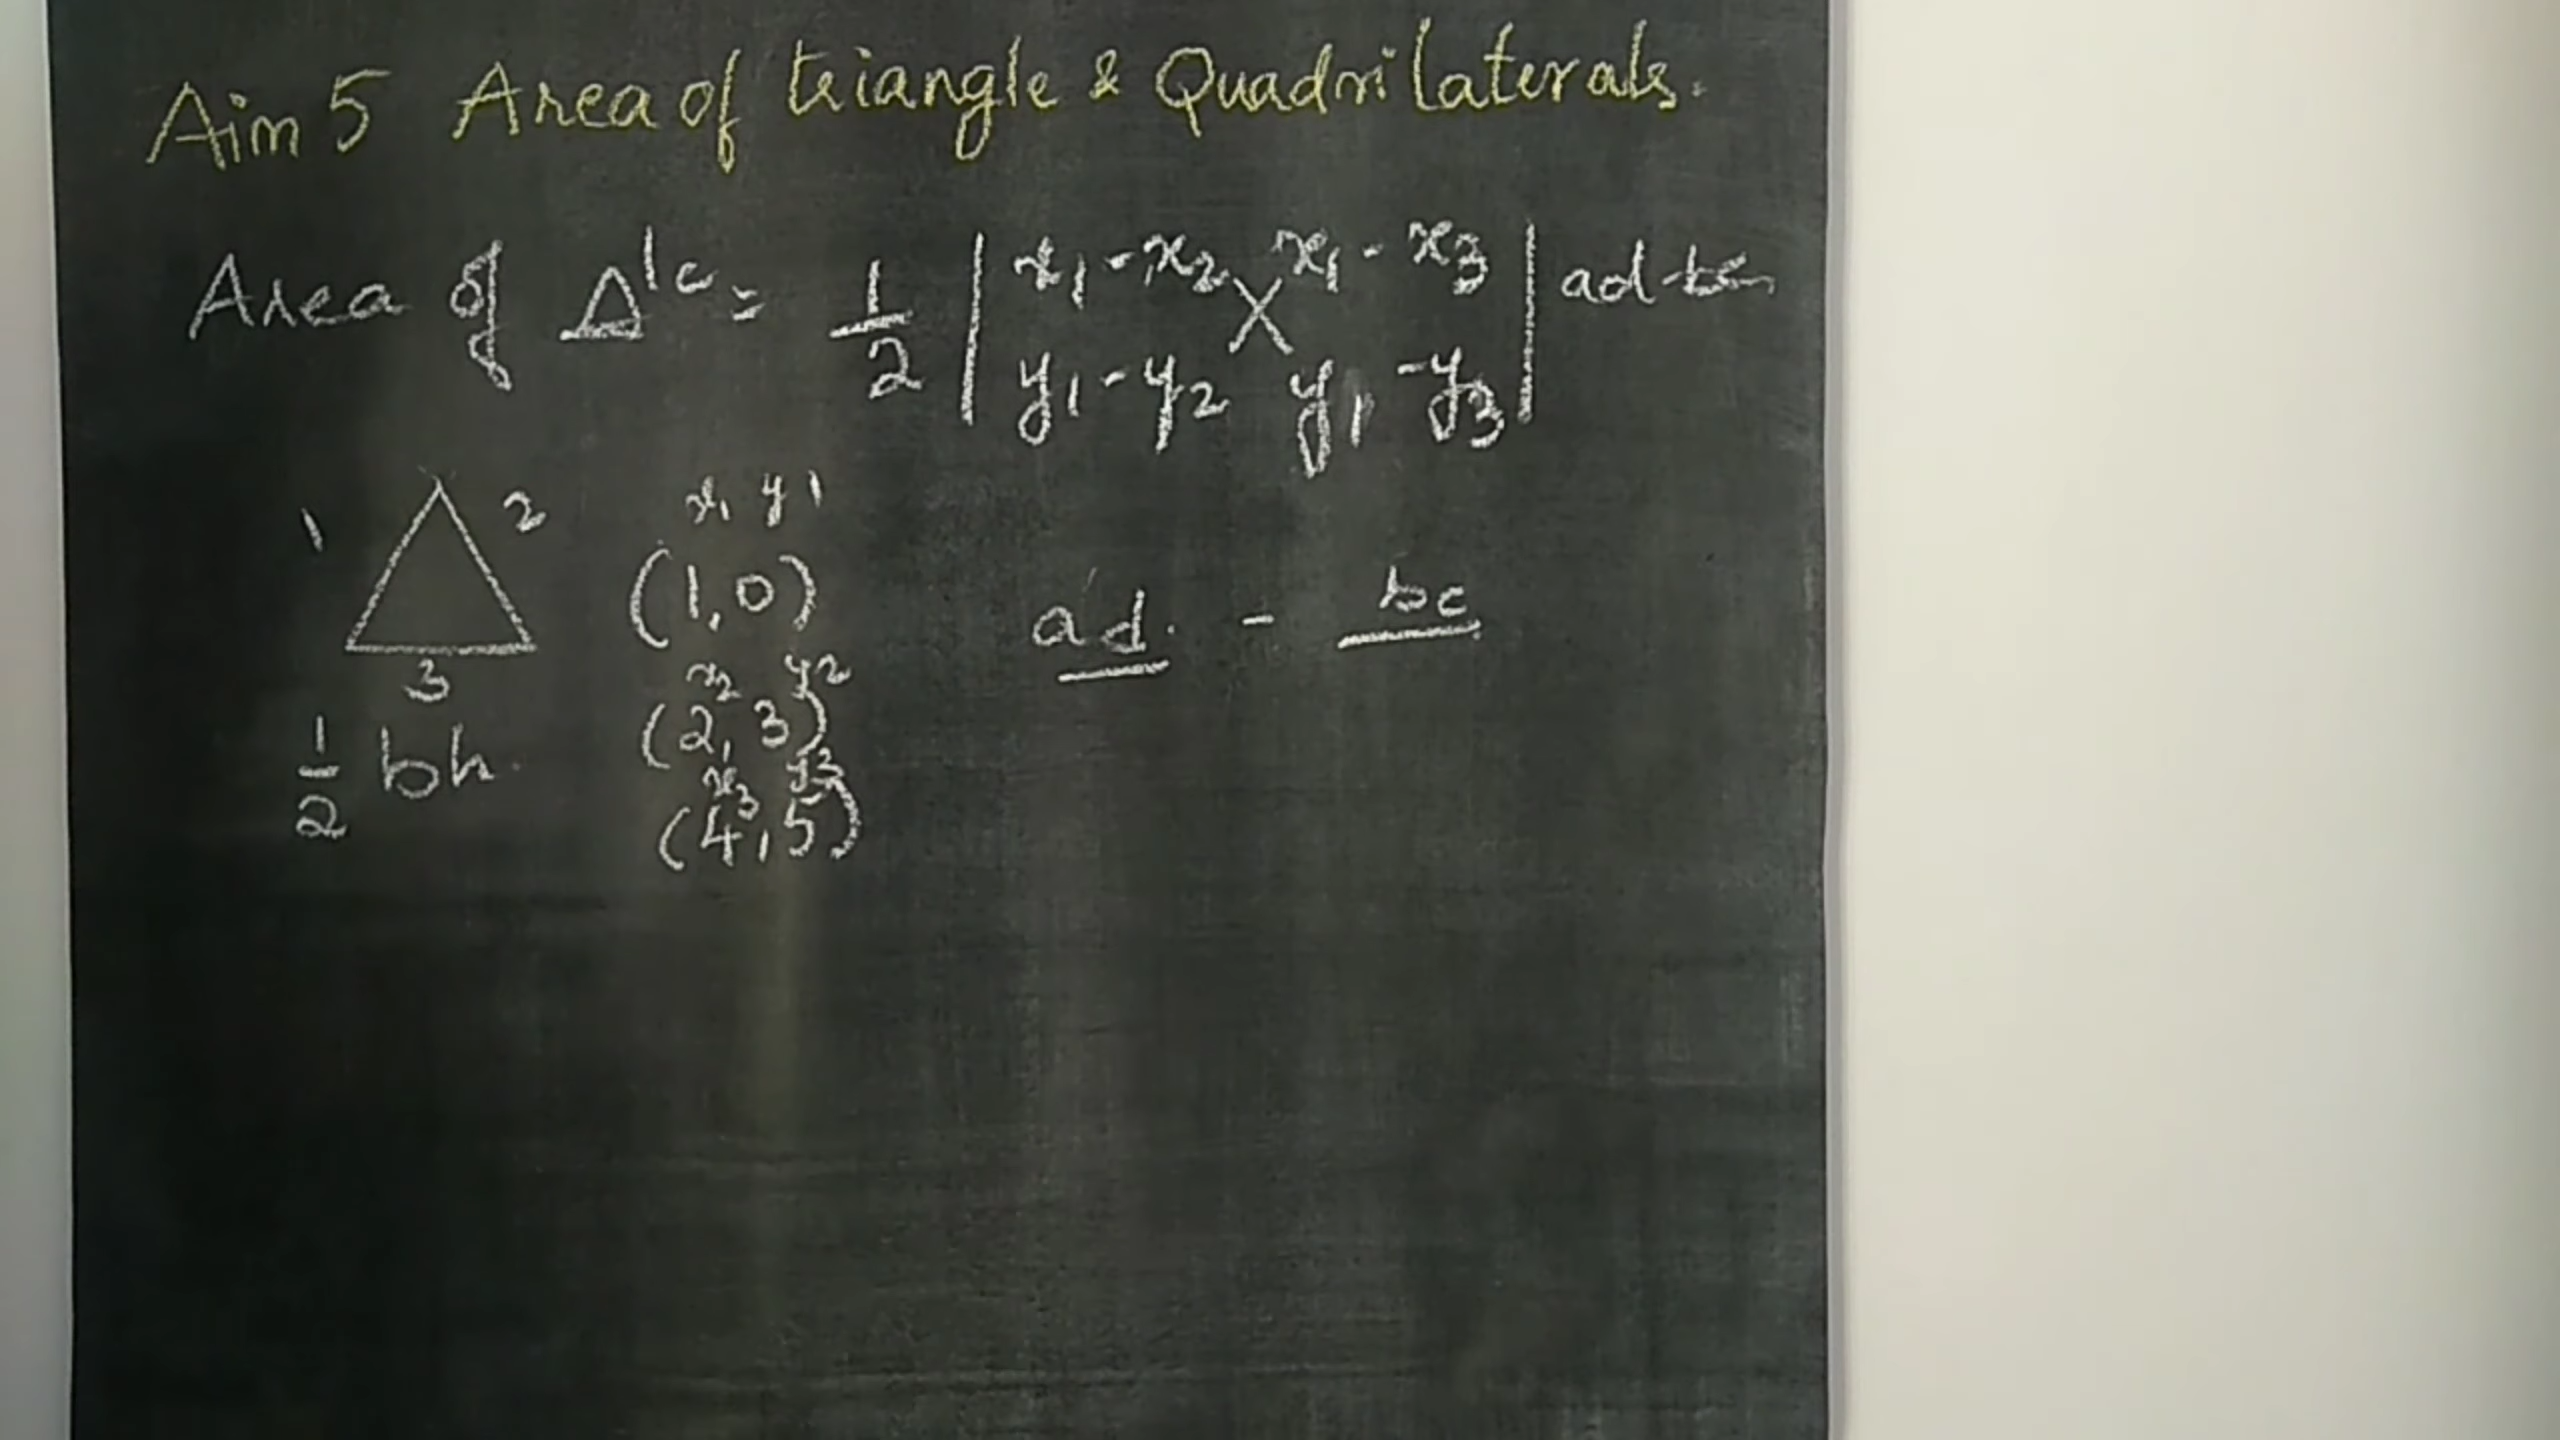 Aim 5 Area of triangle & Quadrilaterals.
Area of Δle = 1/2 | x1 - x2 x1 - x3 | ad - bc
y1 - y2 y1 - y3
1 2
3
1/2 bh.
x1 y1
(1, 0)
x2 y2
(2, 3)
x3 y3
(4, 5)
ad. - bc